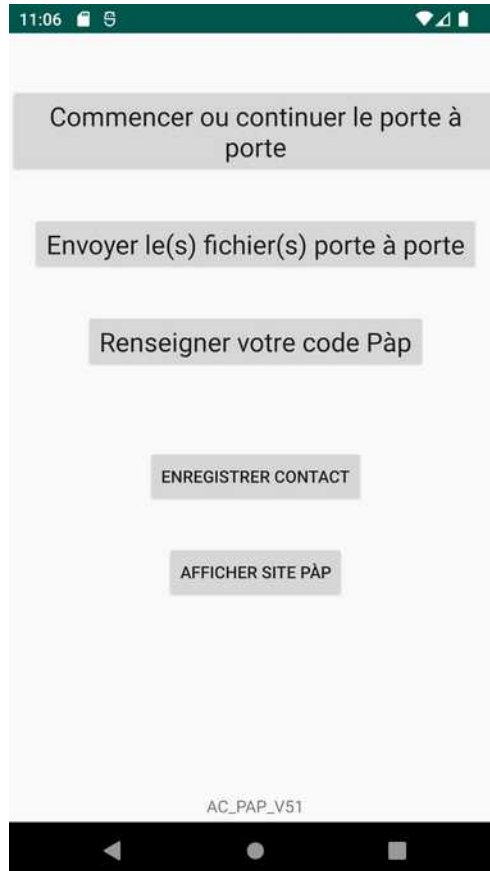 11:06
Commencer ou continuer le porte à
porte
Envoyer le(s) fichier(s) porte à porte
Renseigner votre code Pàp
ENREGISTRER CONTACT
AFFICHER SITE PÀP
AC_PAP_V51